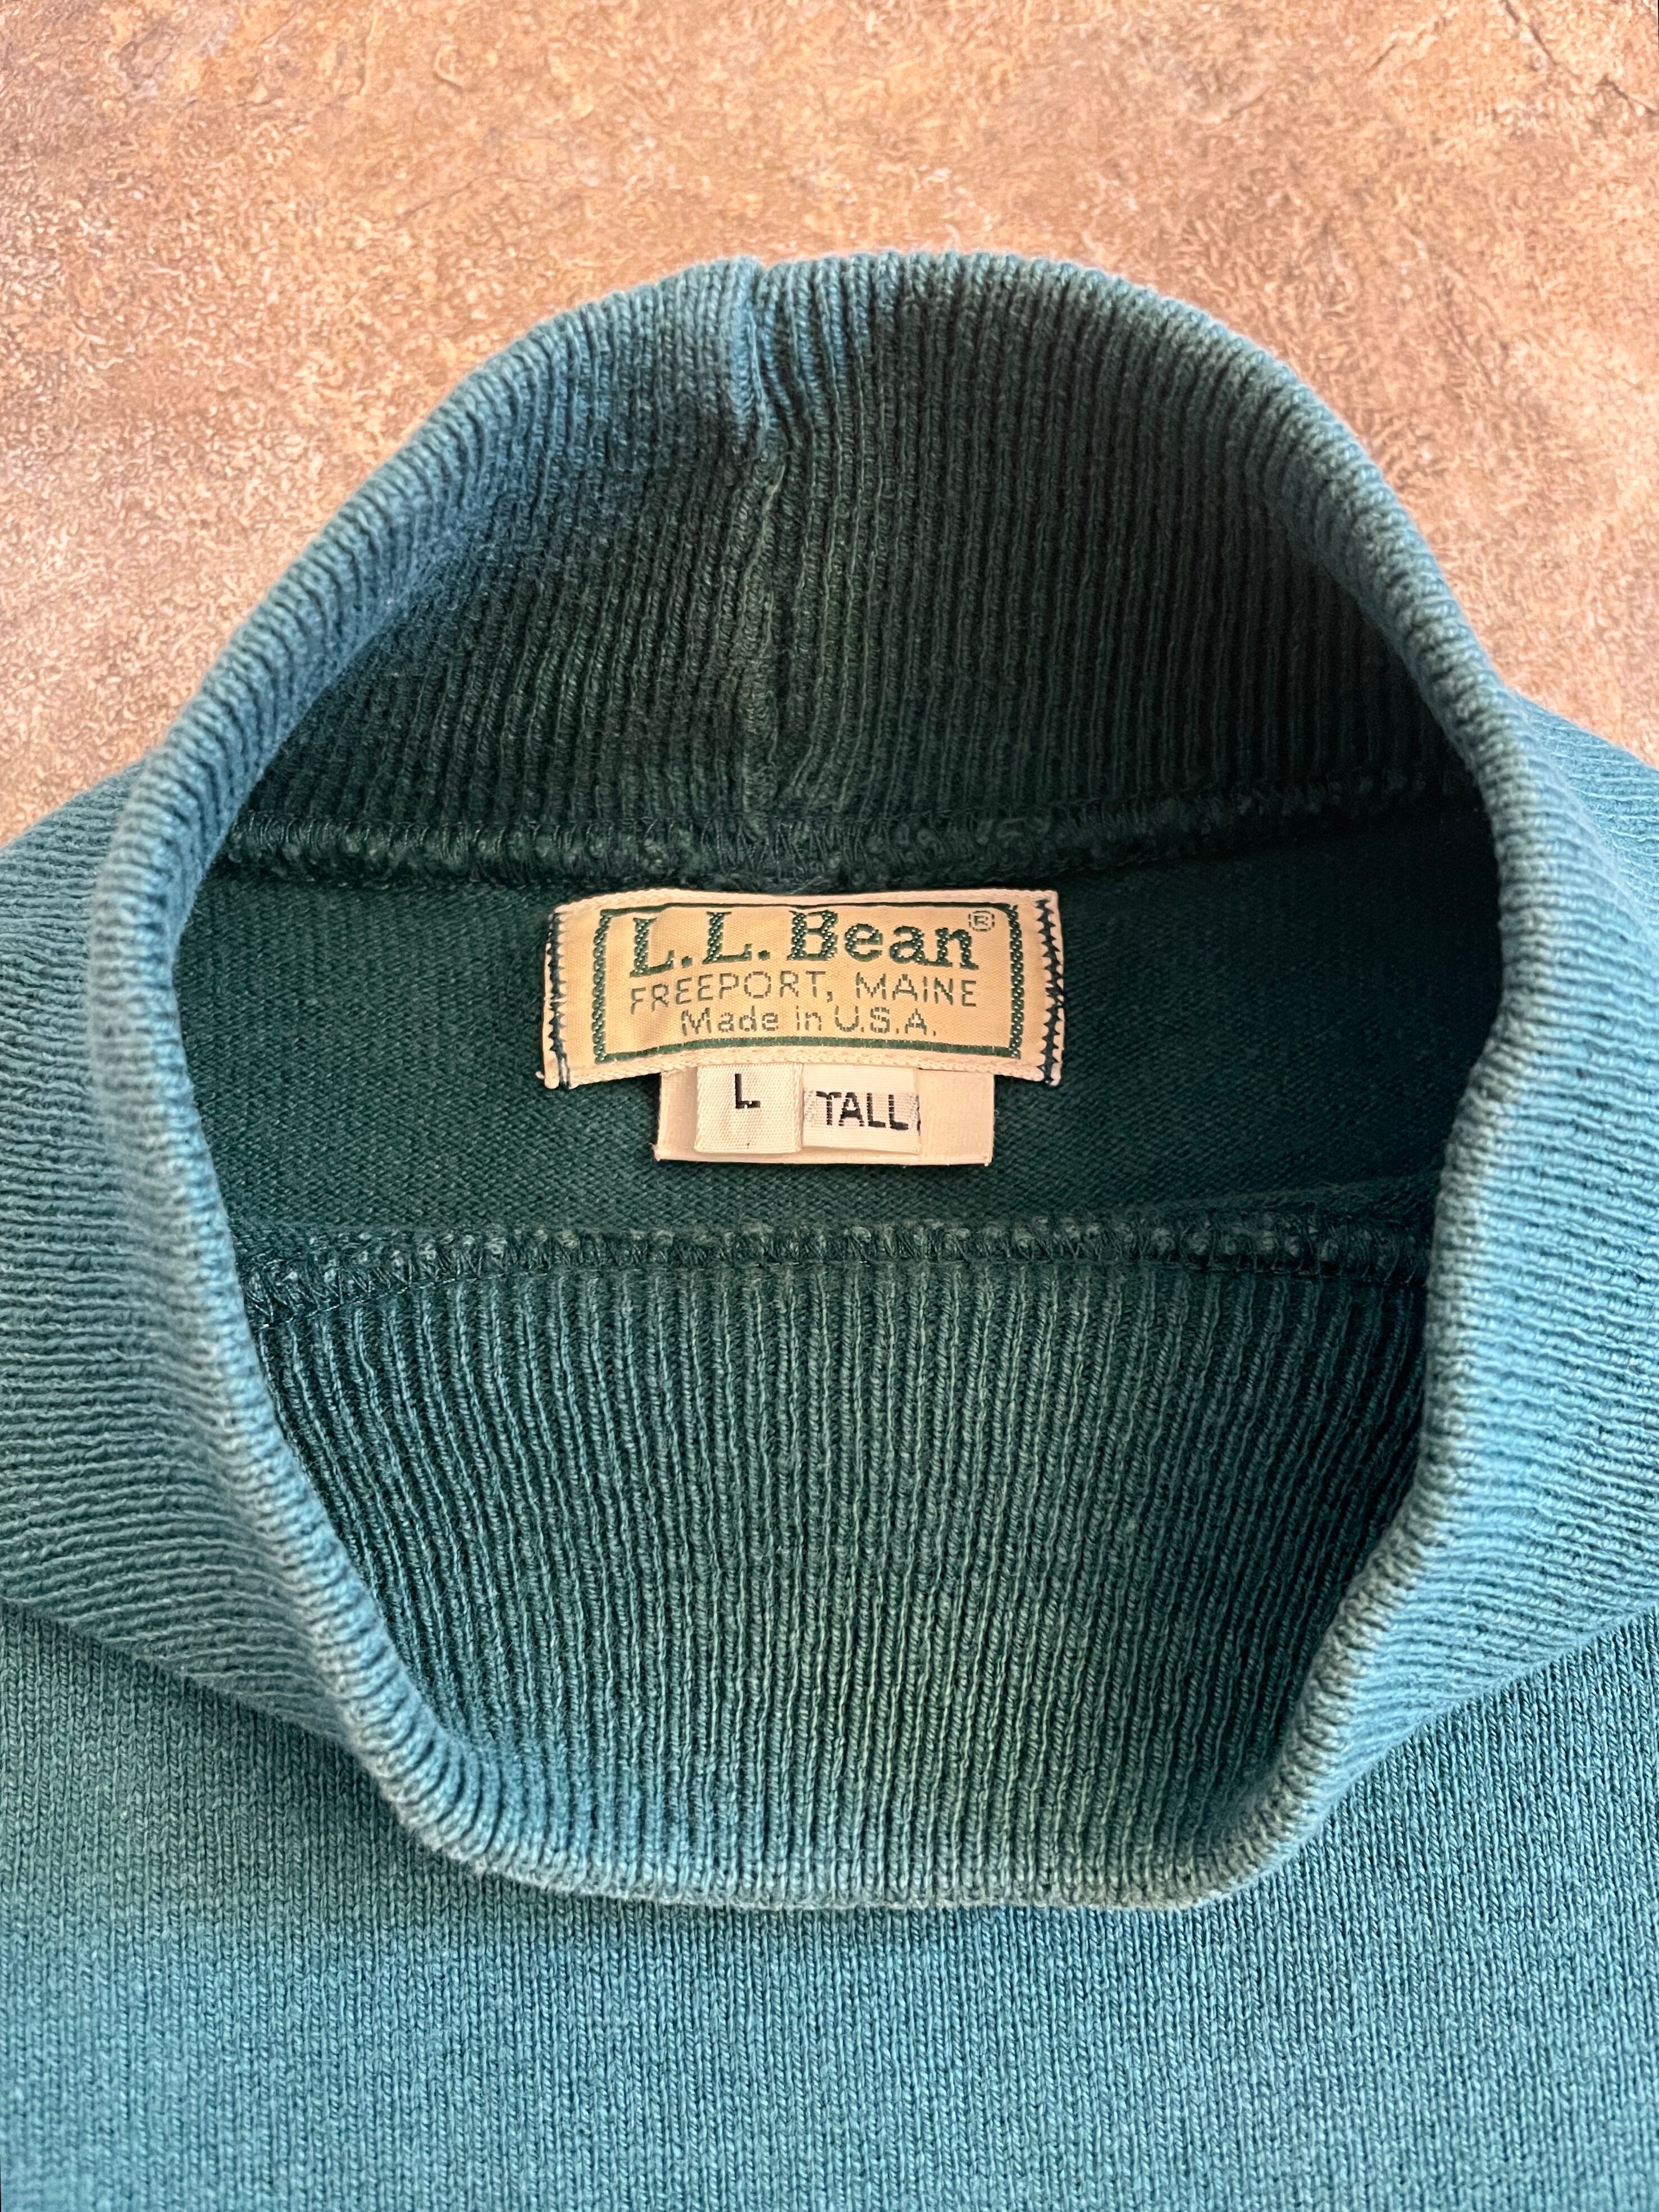 L.L.Bean®
FREEPORT, MAINE
Made in U.S.A.
L TALL